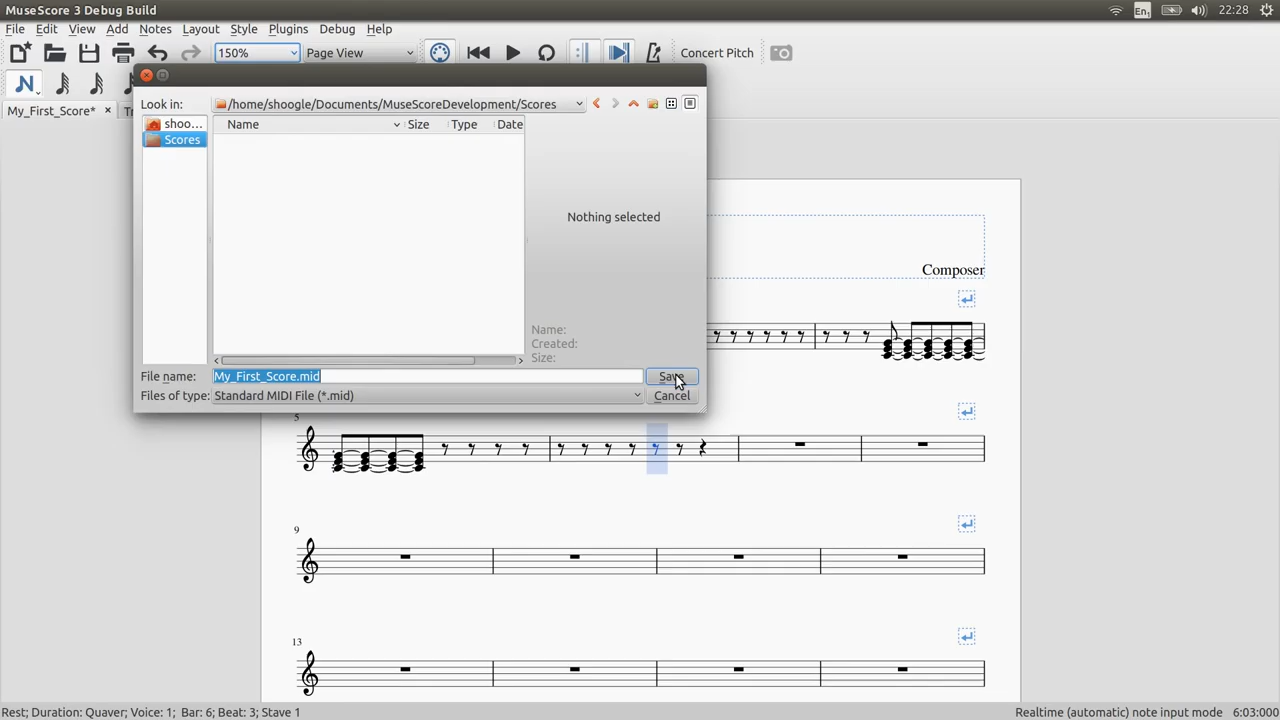 MuseScore 3 Debug Build
En1
22:28
File Edit View Add Notes Layout Style Plugins Debug Help
150%
Page View
Concert Pitch
N
My_First_Score*
Look in:
/home/shoogle/Documents/MuseScoreDevelopment/Scores
shoo...
Scores
Name Size Type Date
Nothing selected
Name:
Created:
Size:
File name:
My_First_Score.mid
Save
Files of type:
Standard MIDI File (*.mid)
Cancel
Composer
5
9
13
Rest; Duration: Quaver; Voice: 1; Bar: 6; Beat: 3; Stave 1
Realtime (automatic) note input mode
6:03:000